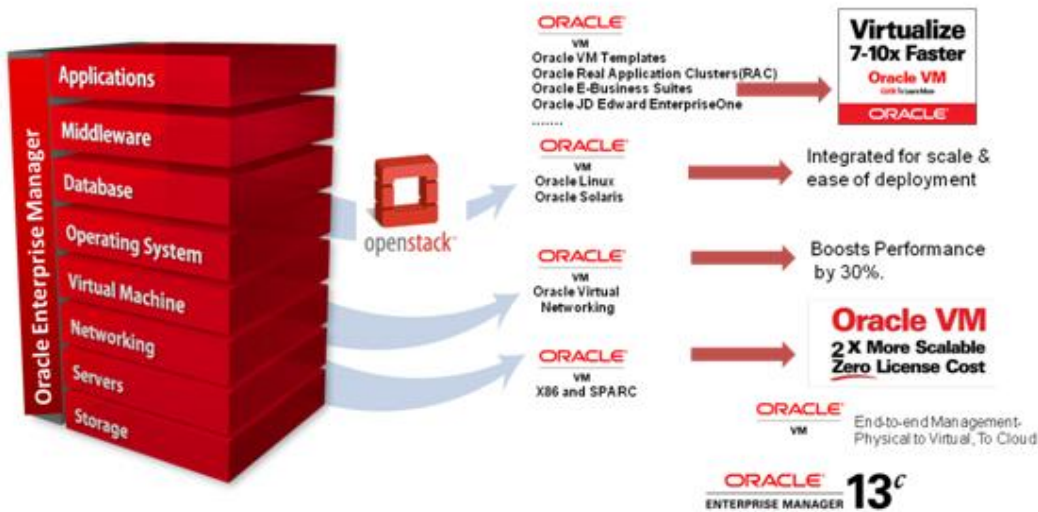 Oracle Enterprise Manager
Applications
Middleware
Database
Operating System
Virtual Machine
Networking
Servers
Storage
openstack
ORACLE
VM
Oracle VM Templates
Oracle Real Application Clusters(RAC)
Oracle E-Business Suites
Oracle JD Edward EnterpriseOne
.......
Virtualize
7-10x Faster
Oracle VM
Click To Learn More
ORACLE
ORACLE
VM
Oracle Linux
Oracle Solaris
Integrated for scale &
ease of deployment
ORACLE
VM
Oracle Virtual
Networking
Boosts Performance
by 30%.
ORACLE
VM
X86 and SPARC
Oracle VM
2 X More Scalable
Zero License Cost
ORACLE
VM
End-to-end Management-
Physical to Virtual, To Cloud
ORACLE
ENTERPRISE MANAGER 13c